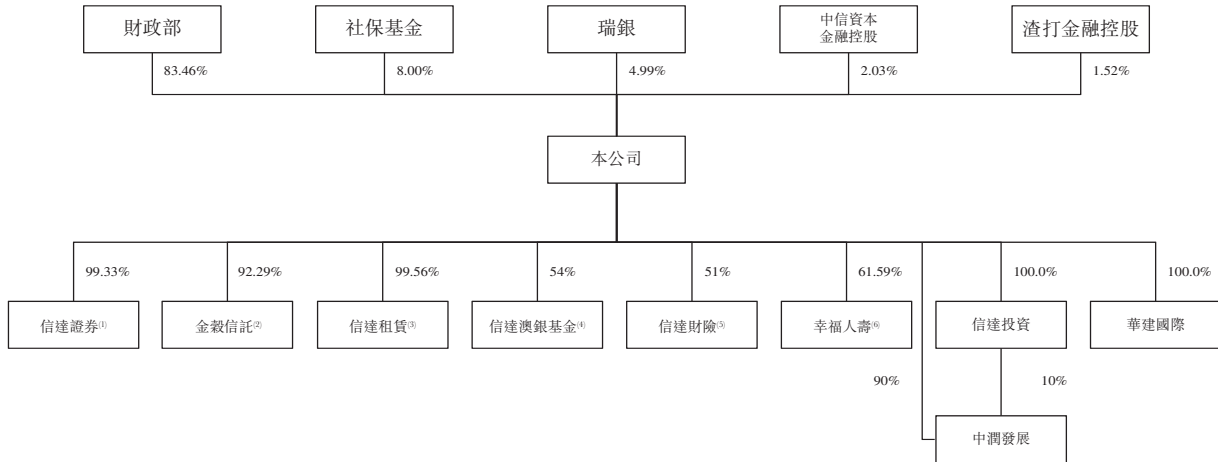 財政部
社保基金
瑞銀
中信資本
金融控股
渣打金融控股
83.46%
8.00%
4.99%
2.03%
1.52%
本公司
99.33%
92.29%
99.56%
54%
51%
61.59%
100.0%
100.0%
信達證券(1)
金穀信託(2)
信達租賃(3)
信達澳銀基金(4)
信達財險(5)
幸福人壽(6)
信達投資
華建國際
90%
10%
中潤發展